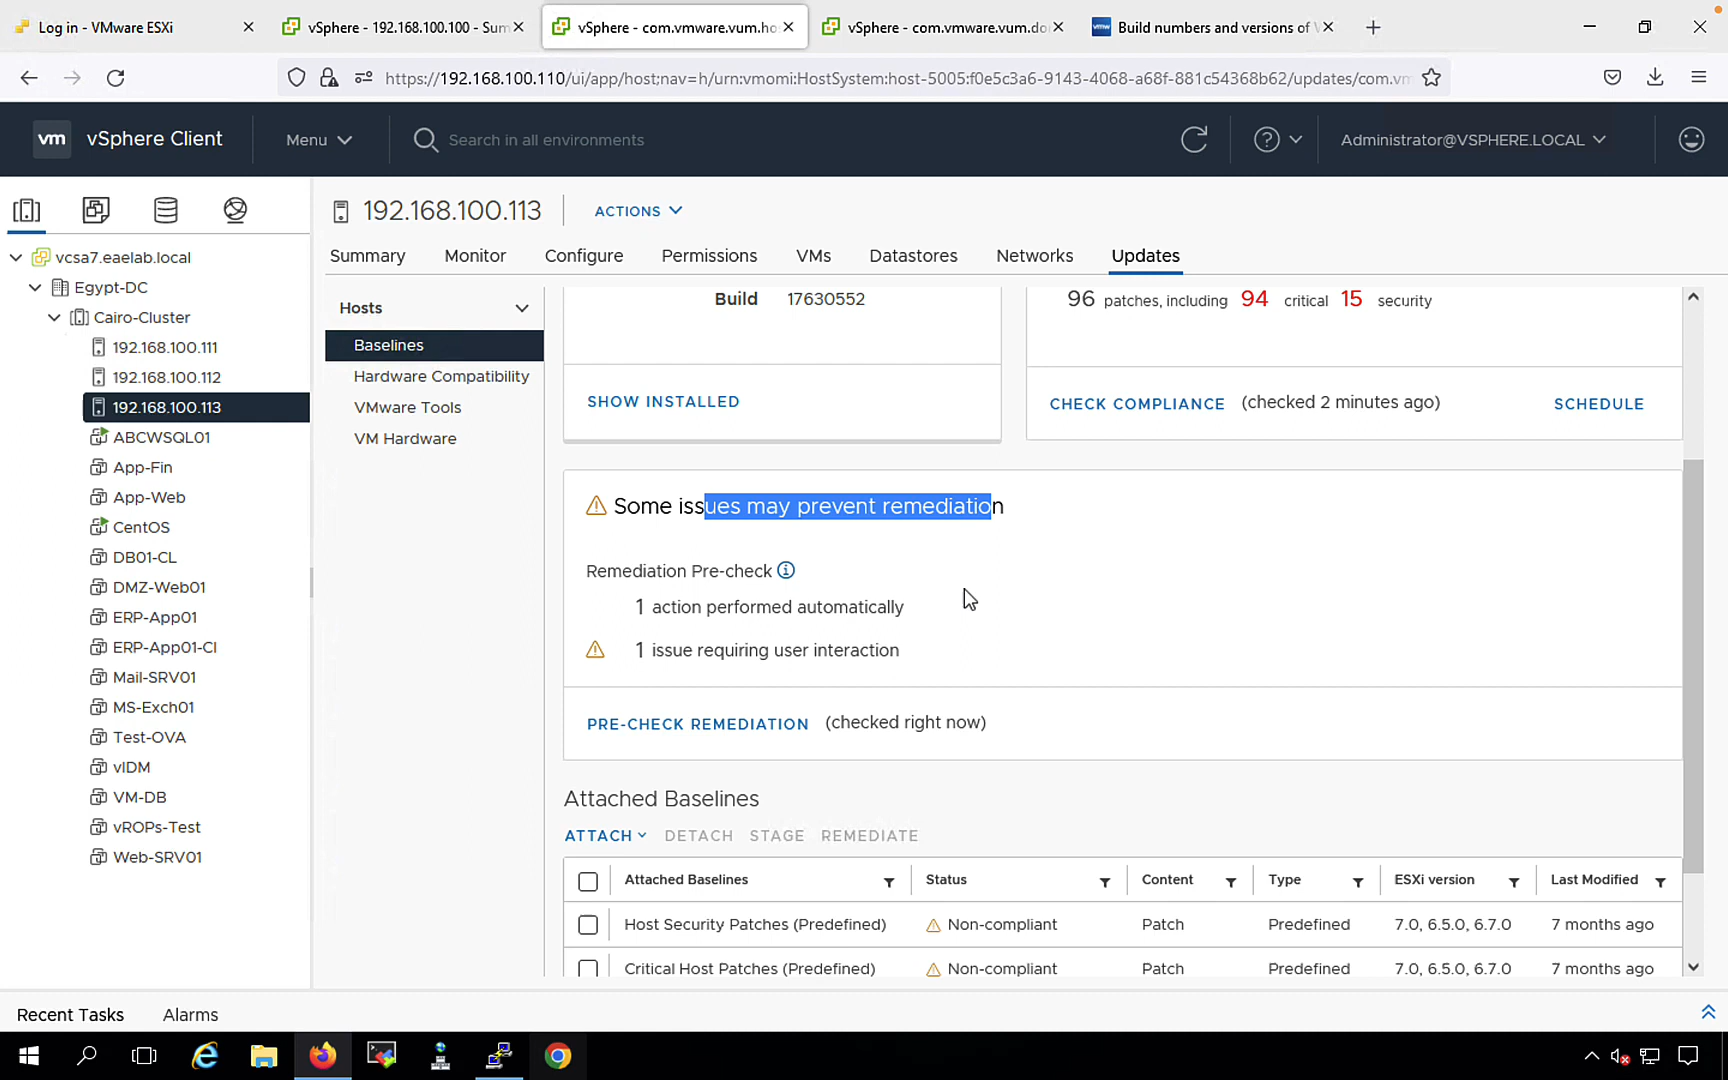 Log in - VMware ESXi
vSphere - 192.168.100.100 - Sum
vSphere - com.vmware.vum.ho
vSphere - com.vmware.vum.do
vmw Build numbers and versions of V
https://192.168.100.110/ui/app/host;nav=h/urn:vmomi:HostSystem:host-5005:f0e5c3a6-9143-4068-a68f-881c54368b62/updates/com.vm
vm vSphere Client
Menu
Search in all environments
Administrator@VSPHERE.LOCAL
192.168.100.113
ACTIONS
Summary Monitor Configure Permissions VMs Datastores Networks Updates
vcsa7.eaelab.local
Egypt-DC
Cairo-Cluster
192.168.100.111
192.168.100.112
192.168.100.113
ABCWSQL01
App-Fin
App-Web
CentOS
DB01-CL
DMZ-Web01
ERP-App01
ERP-App01-Cl
Mail-SRV01
MS-Exch01
Test-OVA
vIDM
VM-DB
vROPs-Test
Web-SRV01
Hosts
Baselines
Hardware Compatibility
VMware Tools
VM Hardware
Build 17630552
SHOW INSTALLED
96 patches, including 94 critical 15 security
CHECK COMPLIANCE (checked 2 minutes ago) SCHEDULE
Some issues may prevent remediation
Remediation Pre-check
1 action performed automatically
1 issue requiring user interaction
PRE-CHECK REMEDIATION (checked right now)
Attached Baselines
ATTACH DETACH STAGE REMEDIATE
Attached Baselines Status Content Type ESXi version Last Modified
Host Security Patches (Predefined) Non-compliant Patch Predefined 7.0, 6.5.0, 6.7.0 7 months ago
Critical Host Patches (Predefined) Non-compliant Patch Predefined 7.0, 6.5.0, 6.7.0 7 months ago
Recent Tasks Alarms